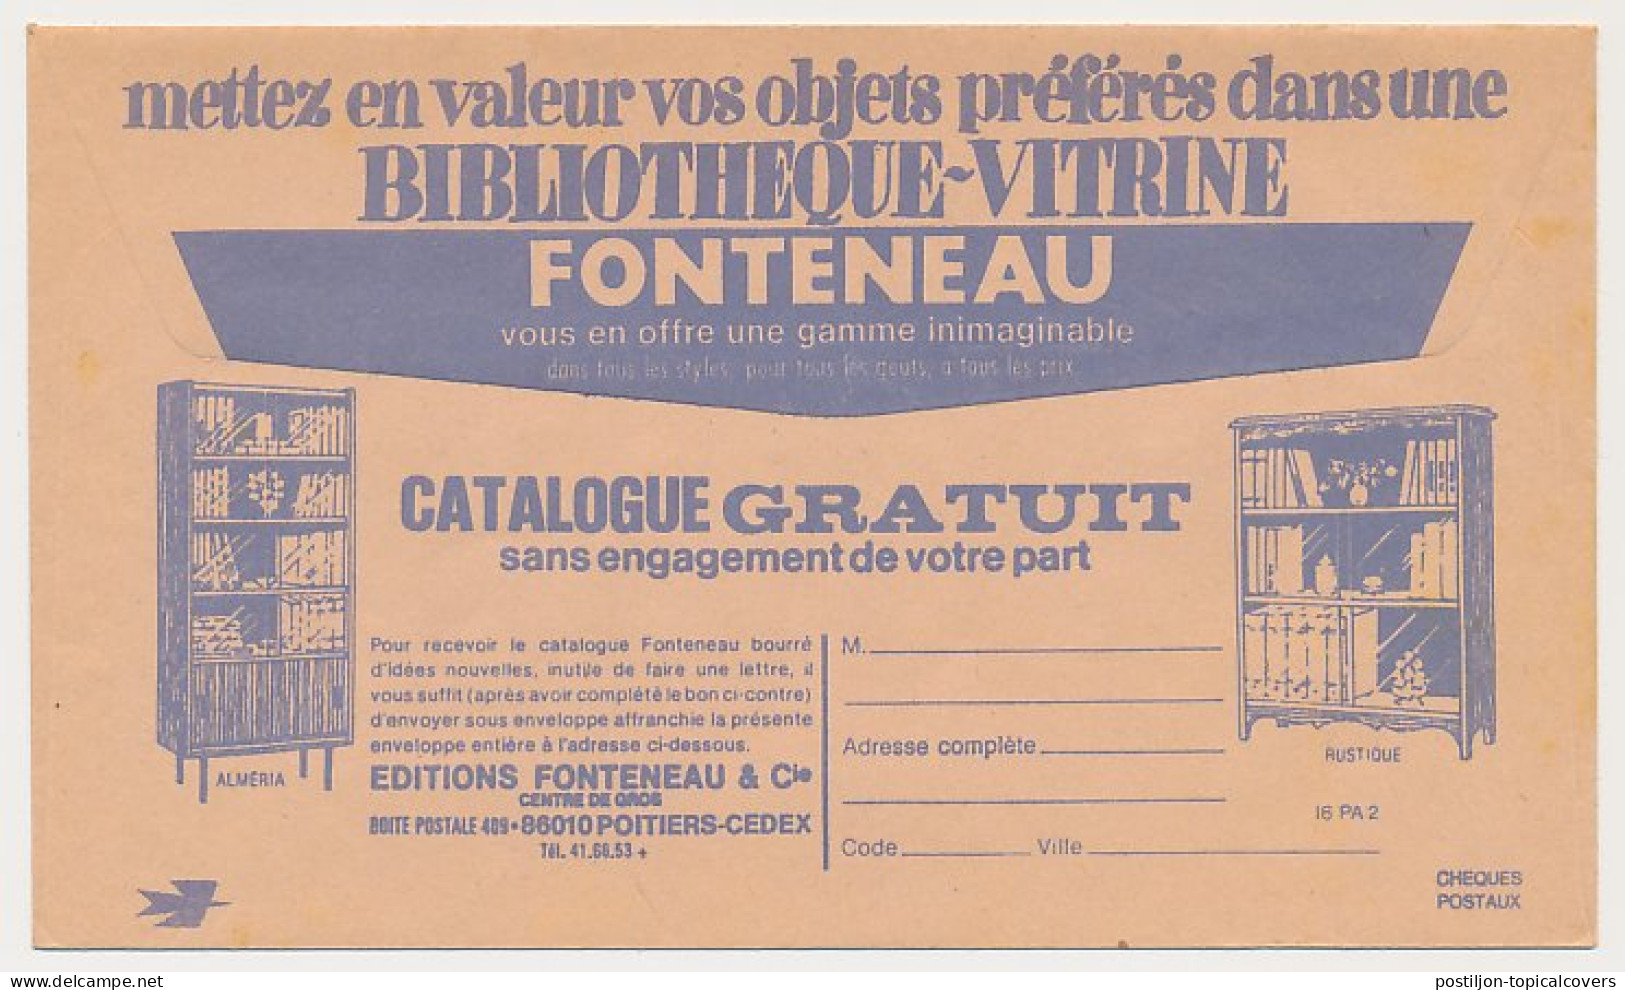 mettez en valeur vos objets préférés dans une
BIBLIOTHEQUE-VITRINE
FONTENEAU
vous en offre une gamme inimaginable
dans tous les styles, pour tous les gouts, a tous les prix
CATALOGUE GRATUIT
sans engagement de votre part
Pour recevoir le catalogue Fonteneau bourré
d'idées nouvelles, inutile de faire une lettre, il
vous suffit (après avoir complété le bon ci-contre)
d'envoyer sous enveloppe affranchie la présente
enveloppe entière à l'adresse ci-dessous.
EDITIONS FONTENEAU & Cie
CENTRE DE GROS
BOITE POSTALE 409 • 86010 POITIERS-CEDEX
Tél. 41.68.53 +
M.
Adresse complète
Code Ville
ALMÉRIA
RUSTIQUE
16 PA 2
CHEQUES
POSTAUX
postiljon-topicalcovers